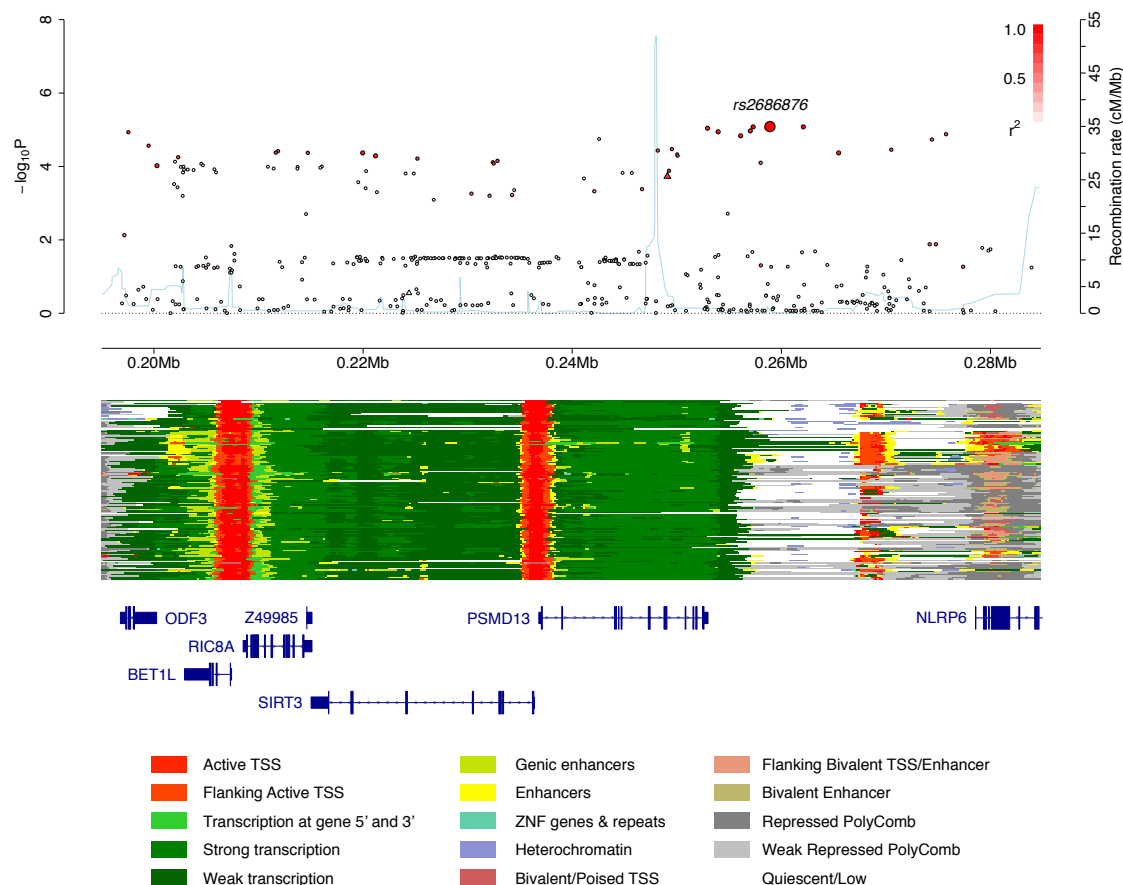 8
6
4
2
0
−log10P
rs2686876
1.0
0.5
r2
55
45
35
25
15
5
0
Recombination rate (cM/Mb)
0.20Mb 0.22Mb 0.24Mb 0.26Mb 0.28Mb
ODF3 Z49985 PSMD13 NLRP6
RIC8A
BET1L
SIRT3
Active TSS
Flanking Active TSS
Transcription at gene 5' and 3'
Strong transcription
Weak transcription
Genic enhancers
Enhancers
ZNF genes & repeats
Heterochromatin
Bivalent/Poised TSS
Flanking Bivalent TSS/Enhancer
Bivalent Enhancer
Repressed PolyComb
Weak Repressed PolyComb
Quiescent/Low